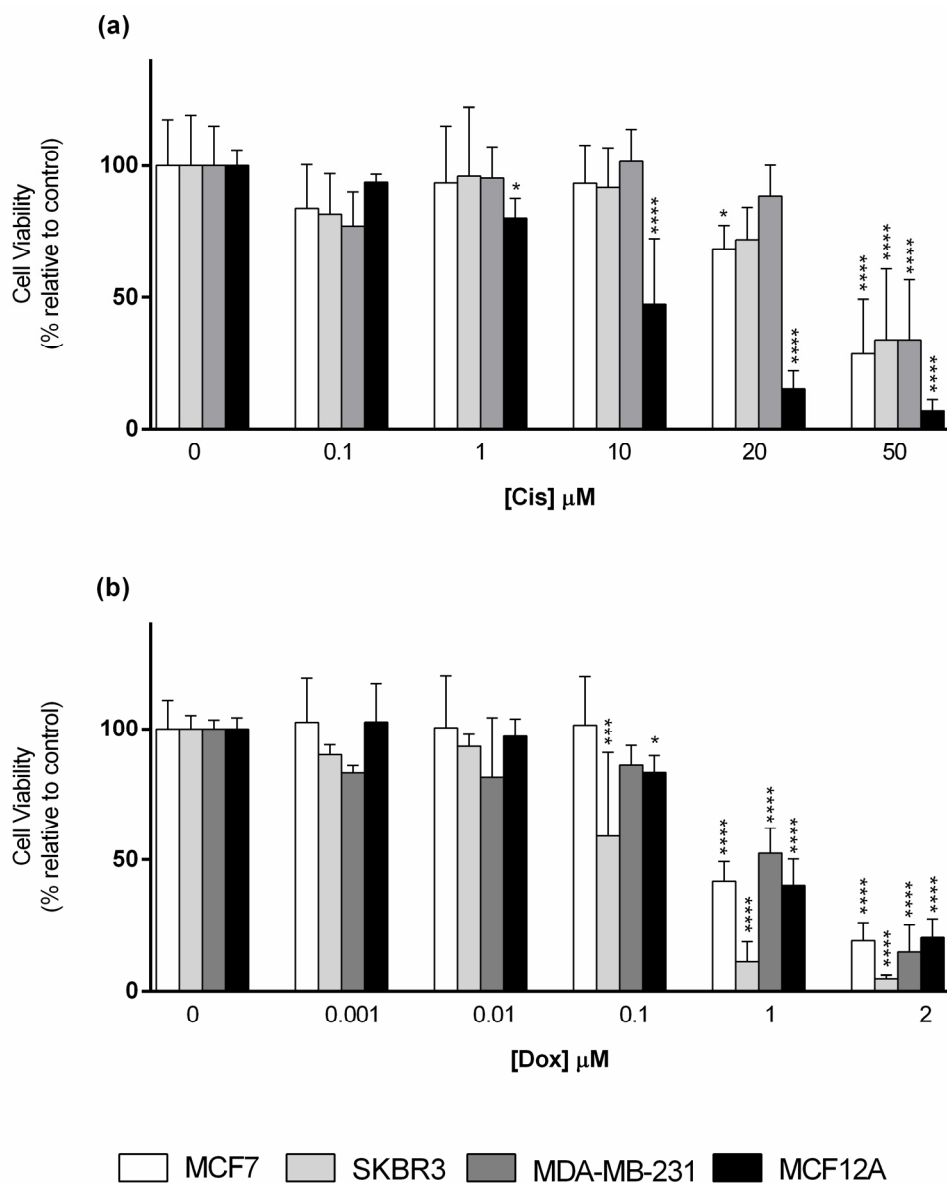 (a)
Cell Viability
(% relative to control)
100
50
0
* **** * **** **** **** **** ****
0 0.1 1 10 20 50
[Cis] μM
(b)
Cell Viability
(% relative to control)
100
50
0
*** * **** **** **** **** **** **** **** ****
0 0.001 0.01 0.1 1 2
[Dox] μM
MCF7 SKBR3 MDA-MB-231 MCF12A